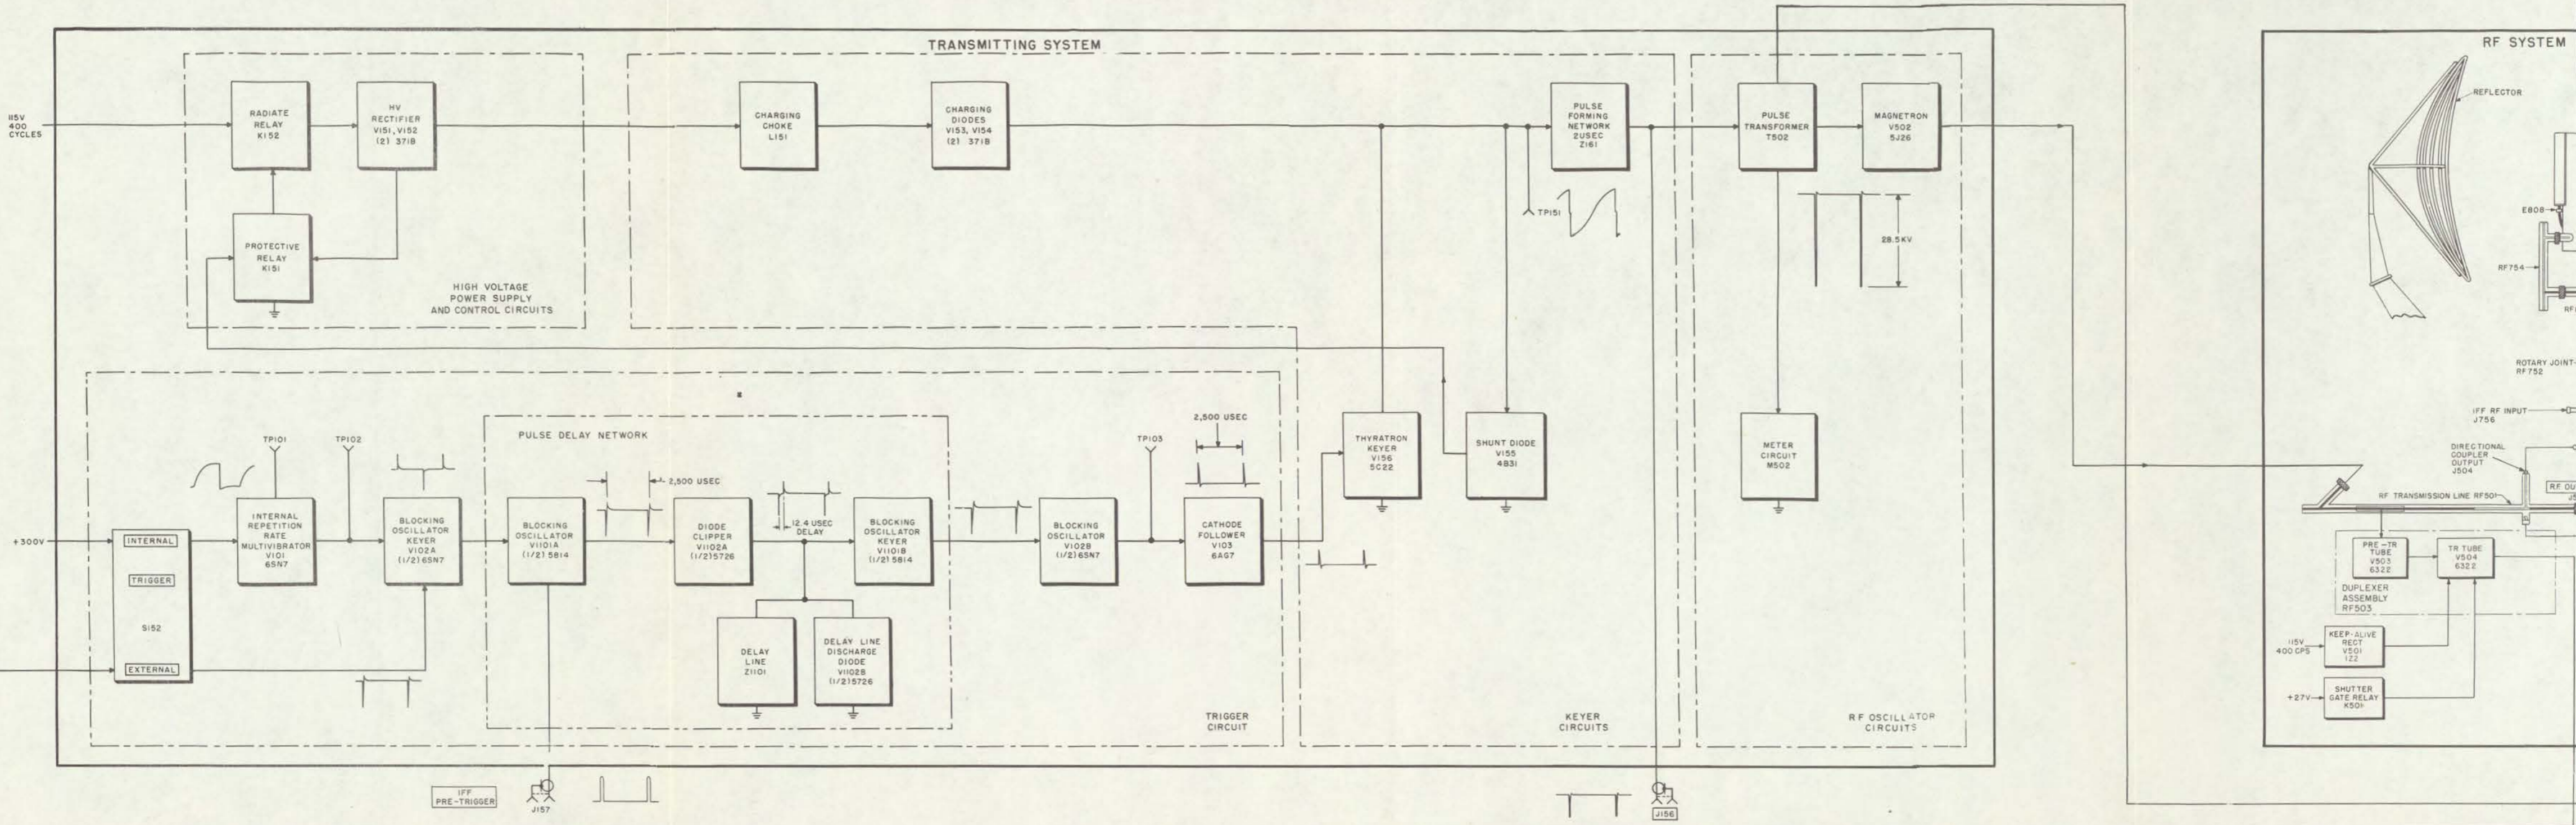 TRANSMITTING SYSTEM
115V
400
CYCLES
RADIATE
RELAY
K152
HV
RECTIFIER
V151, V152
(2) 371B
PROTECTIVE
RELAY
K151
HIGH VOLTAGE
POWER SUPPLY
AND CONTROL CIRCUITS
CHARGING
CHOKE
L151
CHARGING
DIODES
V153, V154
(2) 371B
PULSE
FORMING
NETWORK
2USEC
Z161
TP151
PULSE
TRANSFORMER
T502
MAGNETRON
V502
5J26
28.5KV
+300V
INTERNAL
TRIGGER
S152
EXTERNAL
TP101
INTERNAL
REPETITION
RATE
MULTIVIBRATOR
V101
6SN7
TP102
BLOCKING
OSCILLATOR
KEYER
V102A
(1/2) 6SN7
PULSE DELAY NETWORK
BLOCKING
OSCILLATOR
V1101A
(1/2) 5814
2,500 USEC
DIODE
CLIPPER
V1102A
(1/2) 5726
12.4 USEC
DELAY
BLOCKING
OSCILLATOR
KEYER
V1101B
(1/2) 5814
DELAY
LINE
Z1101
DELAY LINE
DISCHARGE
DIODE
V1102B
(1/2) 5726
BLOCKING
OSCILLATOR
V102B
(1/2) 6SN7
TP103
2,500 USEC
CATHODE
FOLLOWER
V103
6AG7
TRIGGER
CIRCUIT
THYRATRON
KEYER
V156
5C22
SHUNT DIODE
V155
4B31
KEYER
CIRCUITS
METER
CIRCUIT
M502
RF OSCILLATOR
CIRCUITS
IFF
PRE-TRIGGER
J157
J156
RF SYSTEM
REFLECTOR
E808
RF754
ROTARY JOINT
RF752
IFF RF INPUT
J756
DIRECTIONAL
COUPLER
OUTPUT
J504
RF TRANSMISSION LINE RF501
PRE-TR
TUBE
V503
6322
TR TUBE
V504
6322
DUPLEXER
ASSEMBLY
RF503
115V
400 CPS
KEEP-ALIVE
RECT
V501
1Z2
+27V
SHUTTER
GATE RELAY
K501